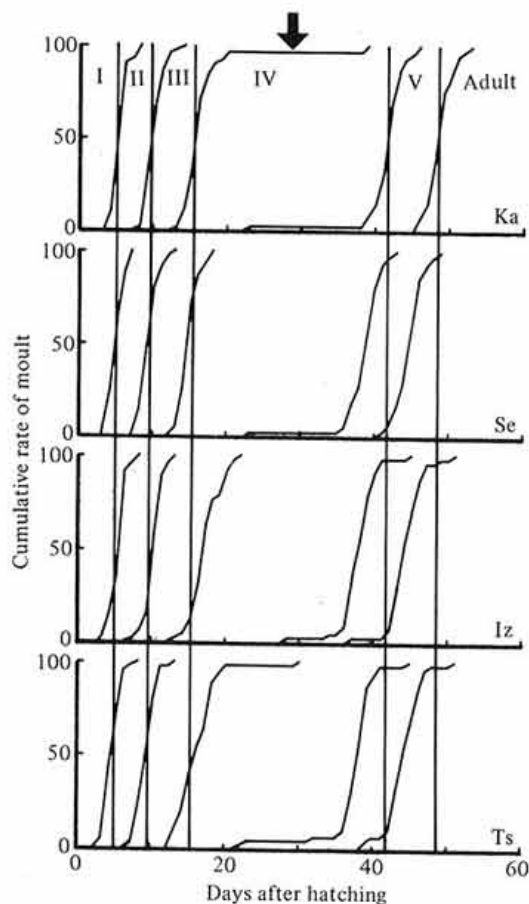 Cumulative rate of moult
100
50
0
I II III IV V Adult
Ka
100
50
0
Se
100
50
0
Iz
100
50
0
Ts
0 20 40 60
Days after hatching